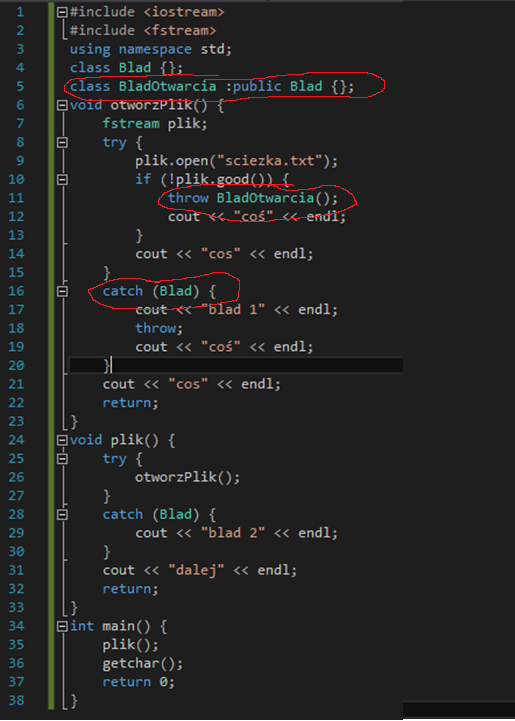 1 #include <iostream>
2 #include <fstream>
3 using namespace std;
4 class Blad {};
5 class BladOtwarcia :public Blad {};
6 void otworzPlik() {
7 fstream plik;
8 try {
9 plik.open("sciezka.txt");
10 if (!plik.good()) {
11 throw BladOtwarcia();
12 cout << "coś" << endl;
13 }
14 cout << "cos" << endl;
15 }
16 catch (Blad) {
17 cout << "blad 1" << endl;
18 throw;
19 cout << "coś" << endl;
20 }
21 cout << "cos" << endl;
22 return;
23 }
24 void plik() {
25 try {
26 otworzPlik();
27 }
28 catch (Blad) {
29 cout << "blad 2" << endl;
30 }
31 cout << "dalej" << endl;
32 return;
33 }
34 int main() {
35 plik();
36 getchar();
37 return 0;
38 }